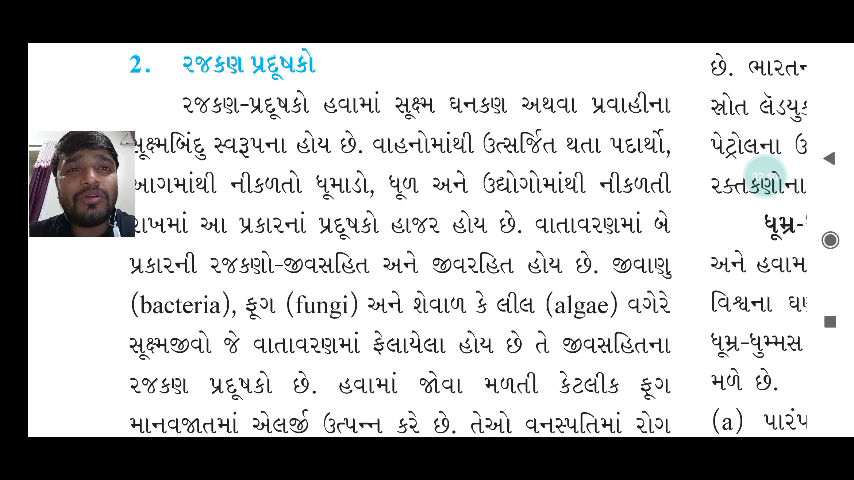 2. રજકણ પ્રદૂષકો
રજકણ-પ્રદૂષકો હવામાં સૂક્ષ્મ ઘનકણ અથવા પ્રવાહીના
સૂક્ષ્મબિંદુ સ્વરૂપના હોય છે. વાહનોમાંથી ઉત્સર્જિત થતા પદાર્થો,
આગમાંથી નીકળતો ધૂમાડો, ધૂળ અને ઉદ્યોગોમાંથી નીકળતી
રાખમાં આ પ્રકારનાં પ્રદૂષકો હાજર હોય છે. વાતાવરણમાં બે
પ્રકારની રજકણો-જીવસહિત અને જીવરહિત હોય છે. જીવાણુ
(bacteria), ફૂગ (fungi) અને શેવાળ કે લીલ (algae) વગેરે
સૂક્ષ્મજીવો જે વાતાવરણમાં ફેલાયેલા હોય છે તે જીવસહિતના
રજકણ પ્રદૂષકો છે. હવામાં જોવા મળતી કેટલીક ફૂગ
માનવજાતમાં એલર્જી ઉત્પન્ન કરે છે. તેઓ વનસ્પતિમાં રોગ
છે.
સ્રોત
પેટ્રોલના
રક્તકણોના
ધૂમ્ર-
અને
વિશ્વના
ધૂમ્ર-ધુમ્મસ
મળે છે.
(a)